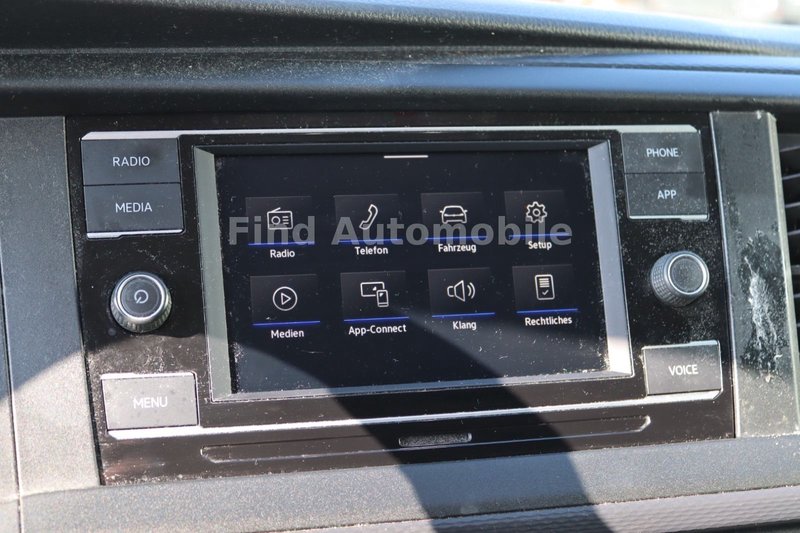 RADIO
MEDIA
MENU
Find Automobile
Radio
Telefon
Fahrzeug
Setup
Medien
App-Connect
Klang
Rechtliches
PHONE
APP
VOICE